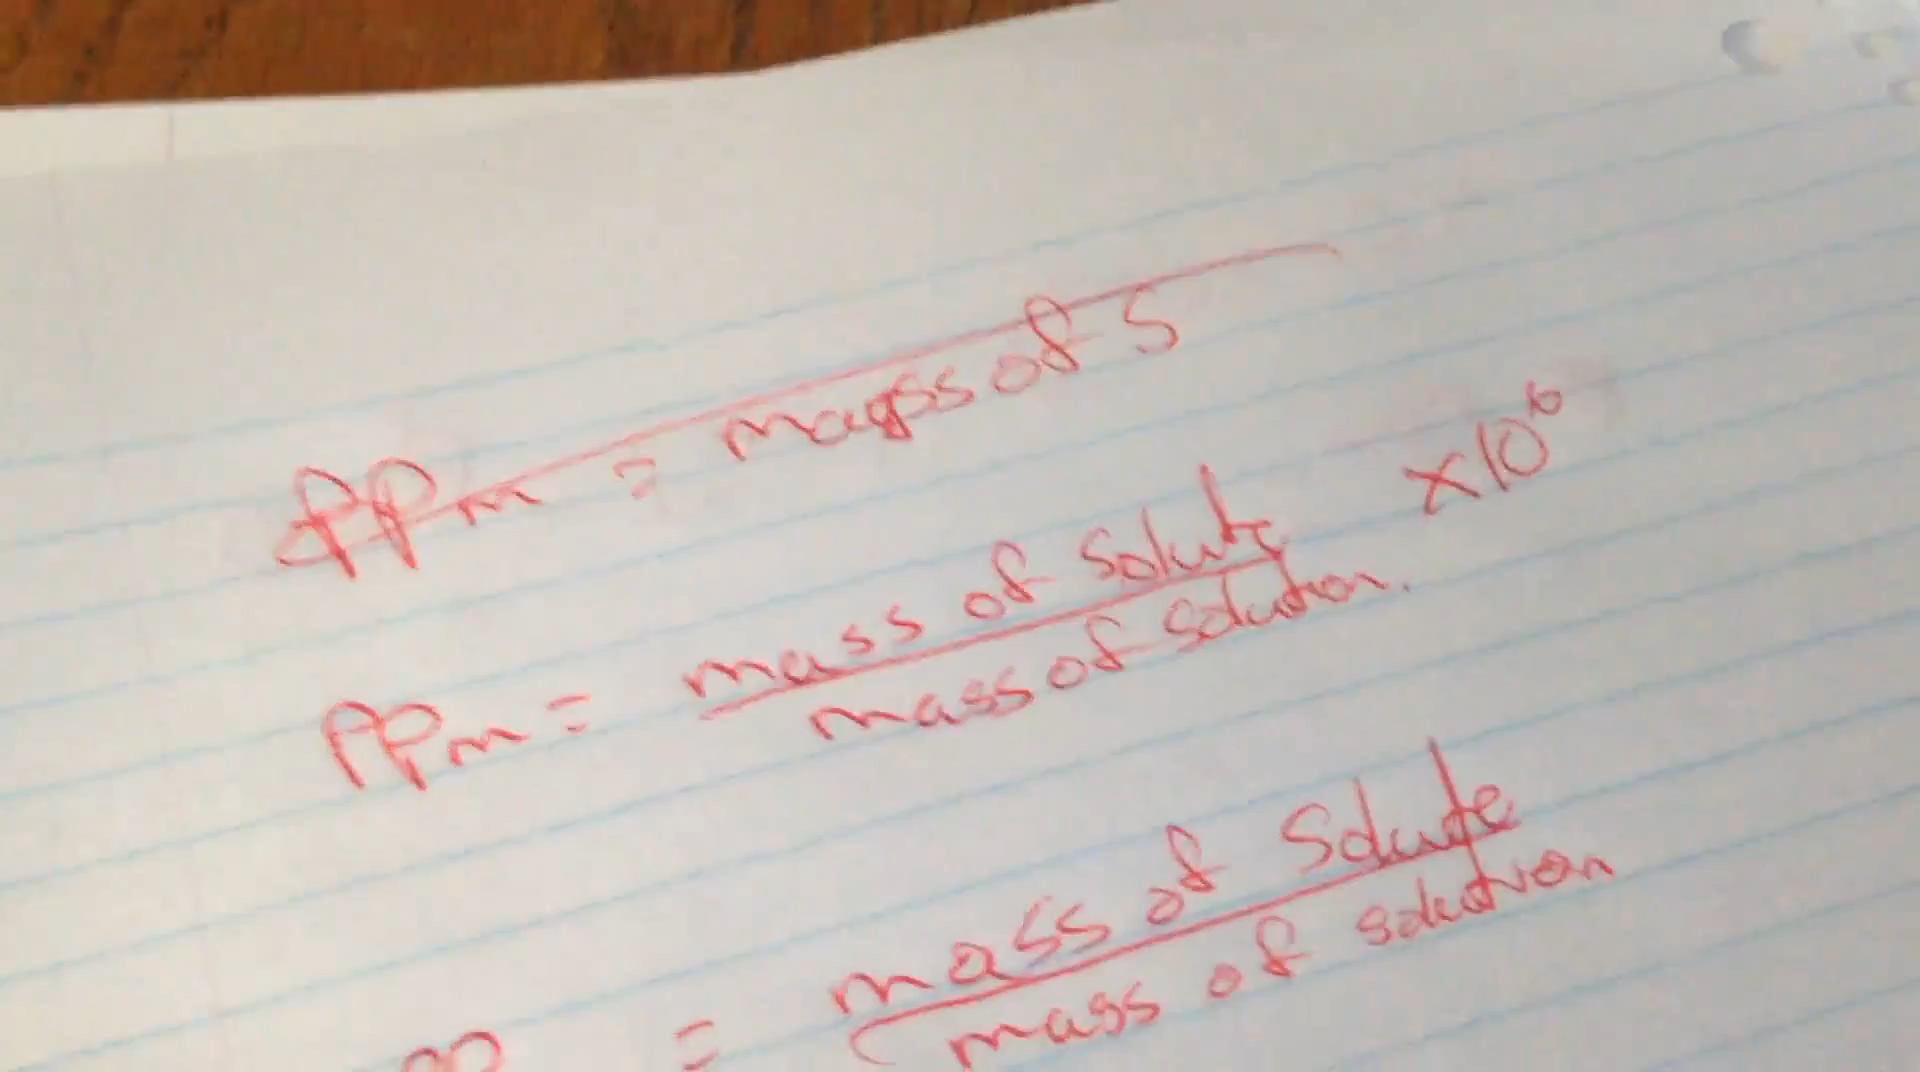 PPm = mass of S
PPm = mass of solute / mass of solution. x10^6
= mass of Solute / mass of solution